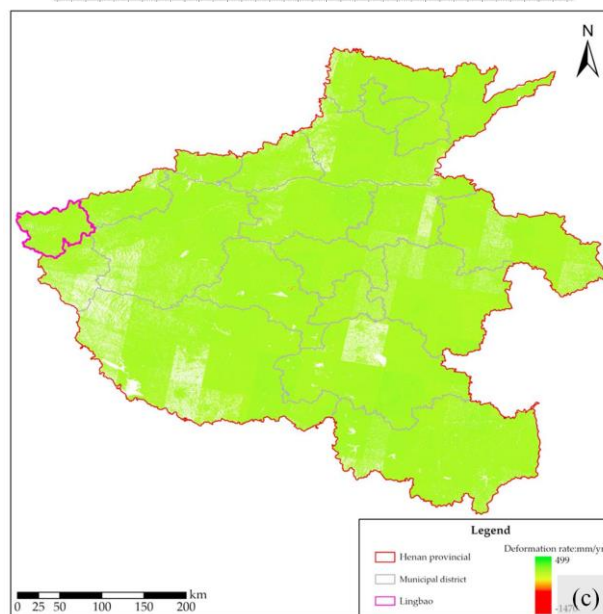 N
Legend
Henan provincial
Municipal district
Lingbao
Deformation rate:mm/yr
499
(c)
km
0 25 50 100 150 200